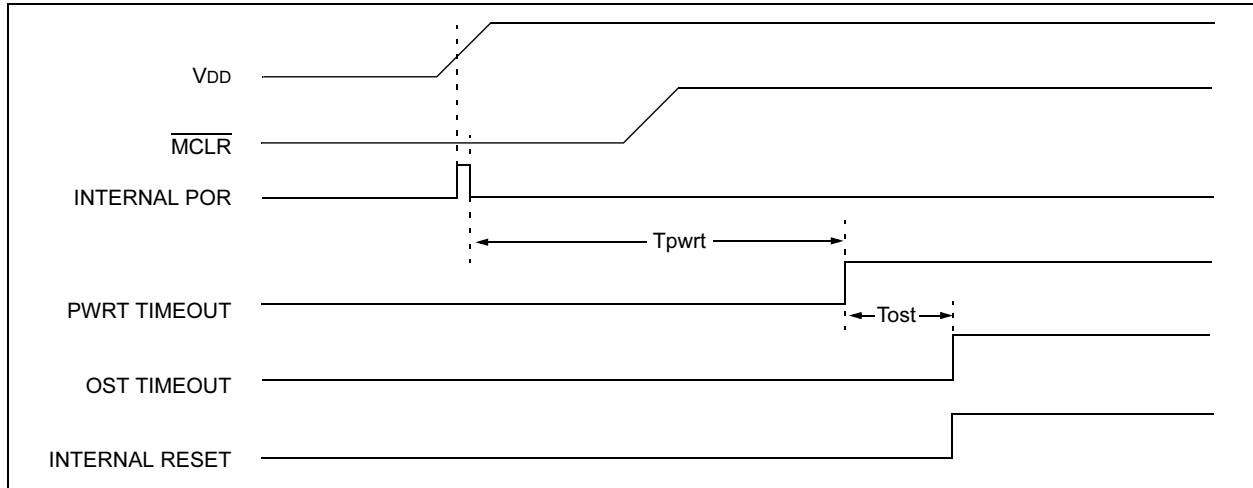 VDD
MCLR
INTERNAL POR
Tpwrt
PWRT TIMEOUT
Tost
OST TIMEOUT
INTERNAL RESET